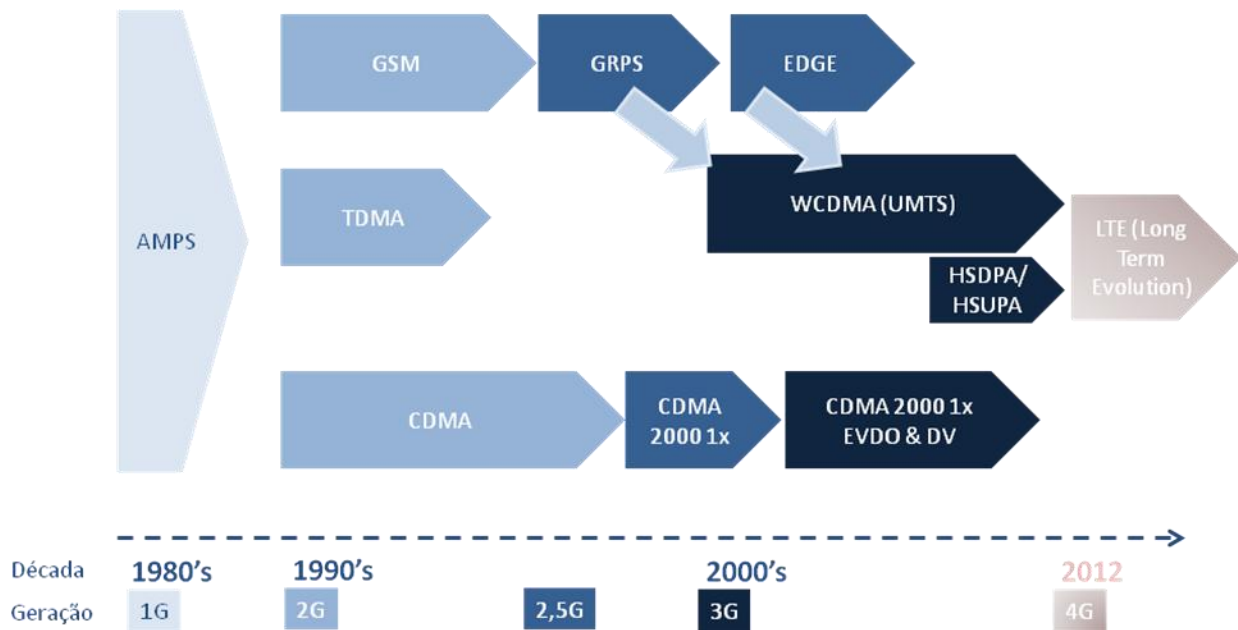 GSM
GRPS
EDGE
AMPS
TDMA
WCDMA (UMTS)
LTE (Long
Term
Evolution)
HSDPA/
HSUPA
CDMA
CDMA
2000 1x
CDMA 2000 1x
EVDO & DV
Década 1980's 1990's 2000's 2012
Geração 1G 2G 2,5G 3G 4G